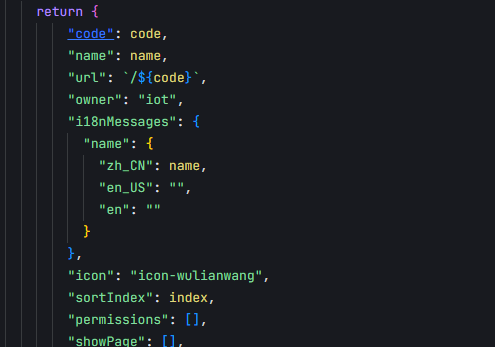 return {
"code": code,
"name": name,
"url": `/${code}`,
"owner": "iot",
"i18nMessages": {
"name": {
"zh_CN": name,
"en_US": "",
"en": ""
}
},
"icon": "icon-wulianwang",
"sortIndex": index,
"permissions": [],
"showPage": [],